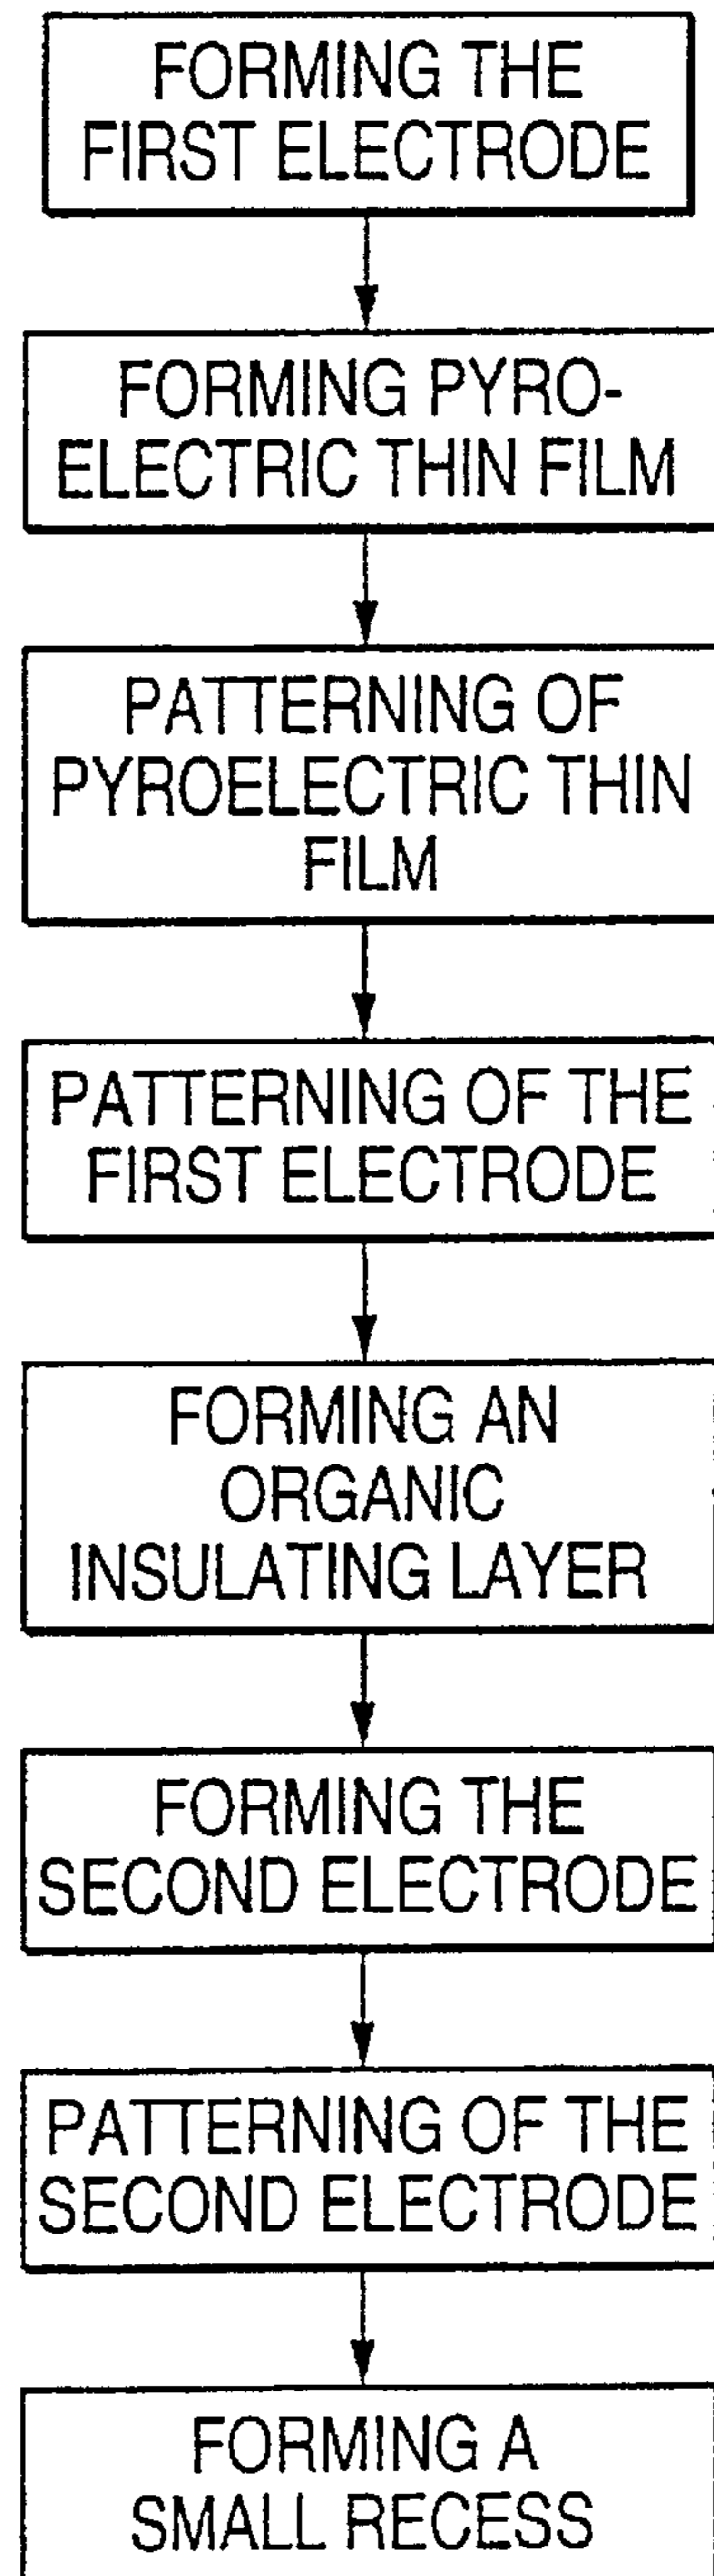 FORMING THE
FIRST ELECTRODE
FORMING PYRO-
ELECTRIC THIN FILM
PATTERNING OF
PYROELECTRIC THIN
FILM
PATTERNING OF THE
FIRST ELECTRODE
FORMING AN
ORGANIC
INSULATING LAYER
FORMING THE
SECOND ELECTRODE
PATTERNING OF THE
SECOND ELECTRODE
FORMING A
SMALL RECESS